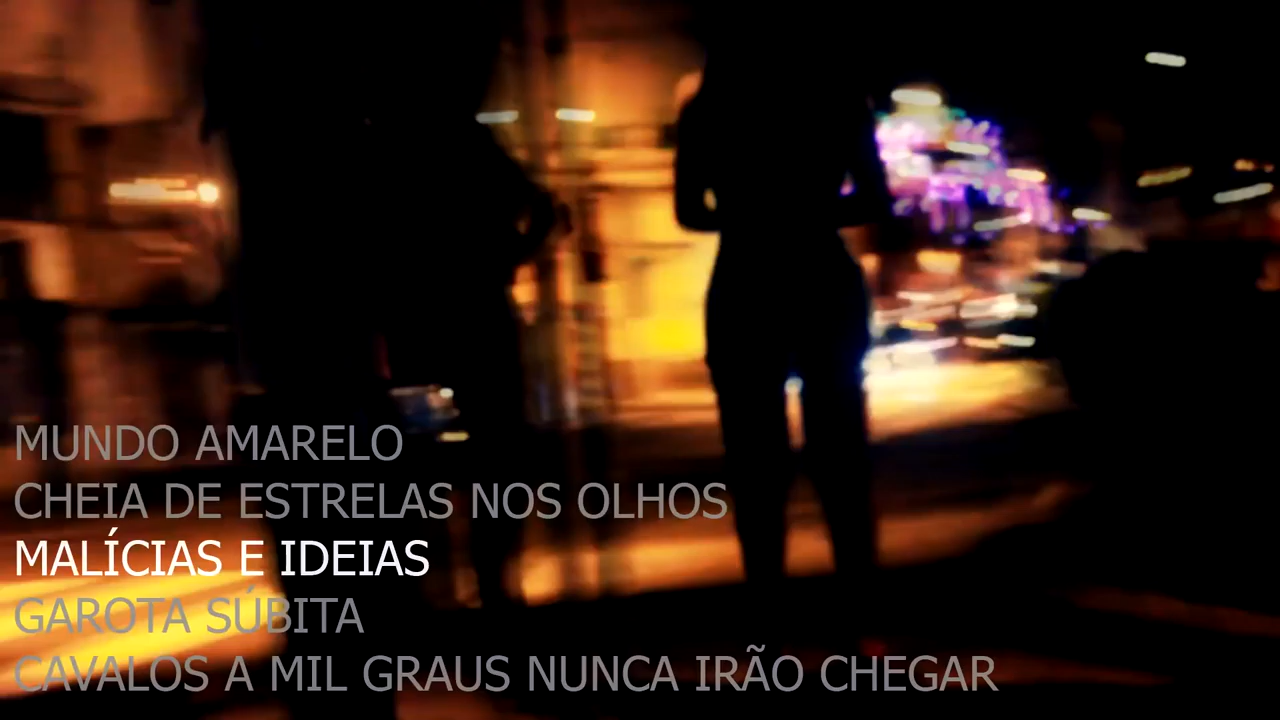 MUNDO AMARELO
CHEIA DE ESTRELAS NOS OLHOS
MALÍCIAS E IDEIAS
GAROTA SÚBITA
CAVALOS A MIL GRAUS NUNCA IRÃO CHEGAR